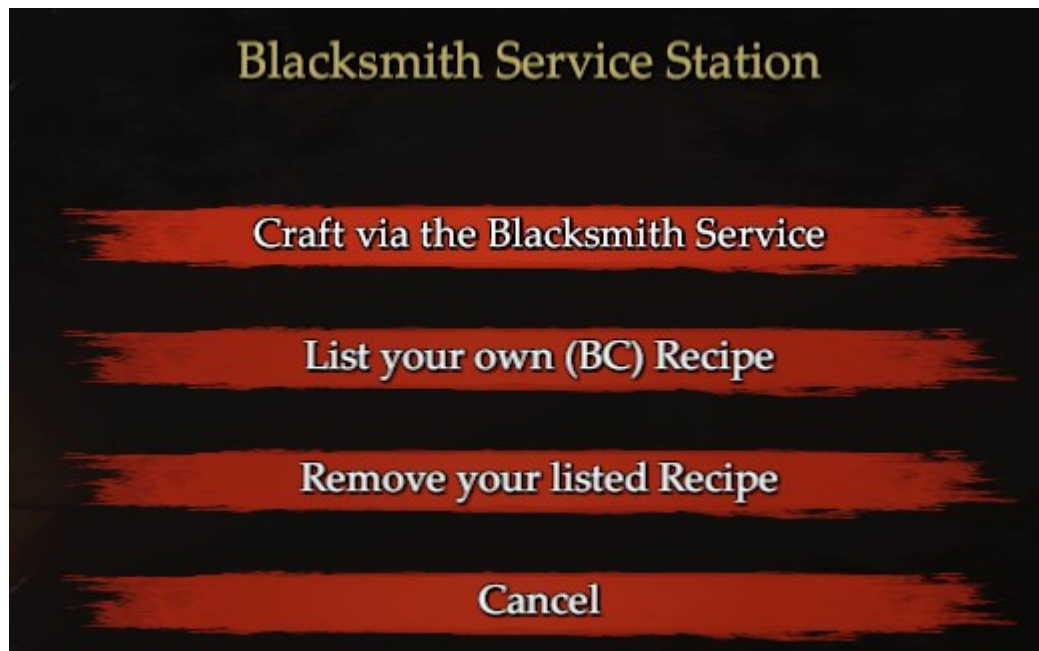 Blacksmith Service Station
Craft via the Blacksmith Service
List your own (BC) Recipe
Remove your listed Recipe
Cancel